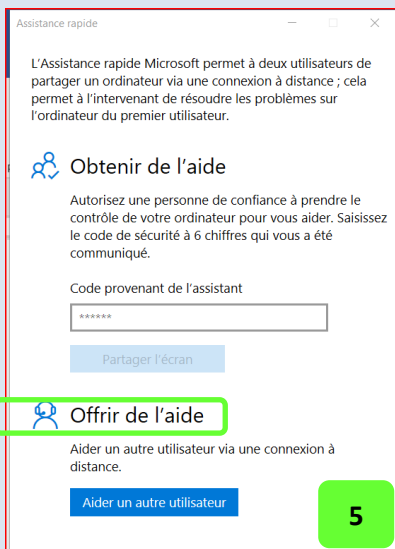 Assistance rapide
L'Assistance rapide Microsoft permet à deux utilisateurs de
partager un ordinateur via une connexion à distance ; cela
permet à l'intervenant de résoudre les problèmes sur
l'ordinateur du premier utilisateur.
Obtenir de l'aide
Autorisez une personne de confiance à prendre le
contrôle de votre ordinateur pour vous aider. Saisissez
le code de sécurité à 6 chiffres qui vous a été
communiqué.
Code provenant de l'assistant
******
Partager l'écran
Offrir de l'aide
Aider un autre utilisateur via une connexion à
distance.
Aider un autre utilisateur
5